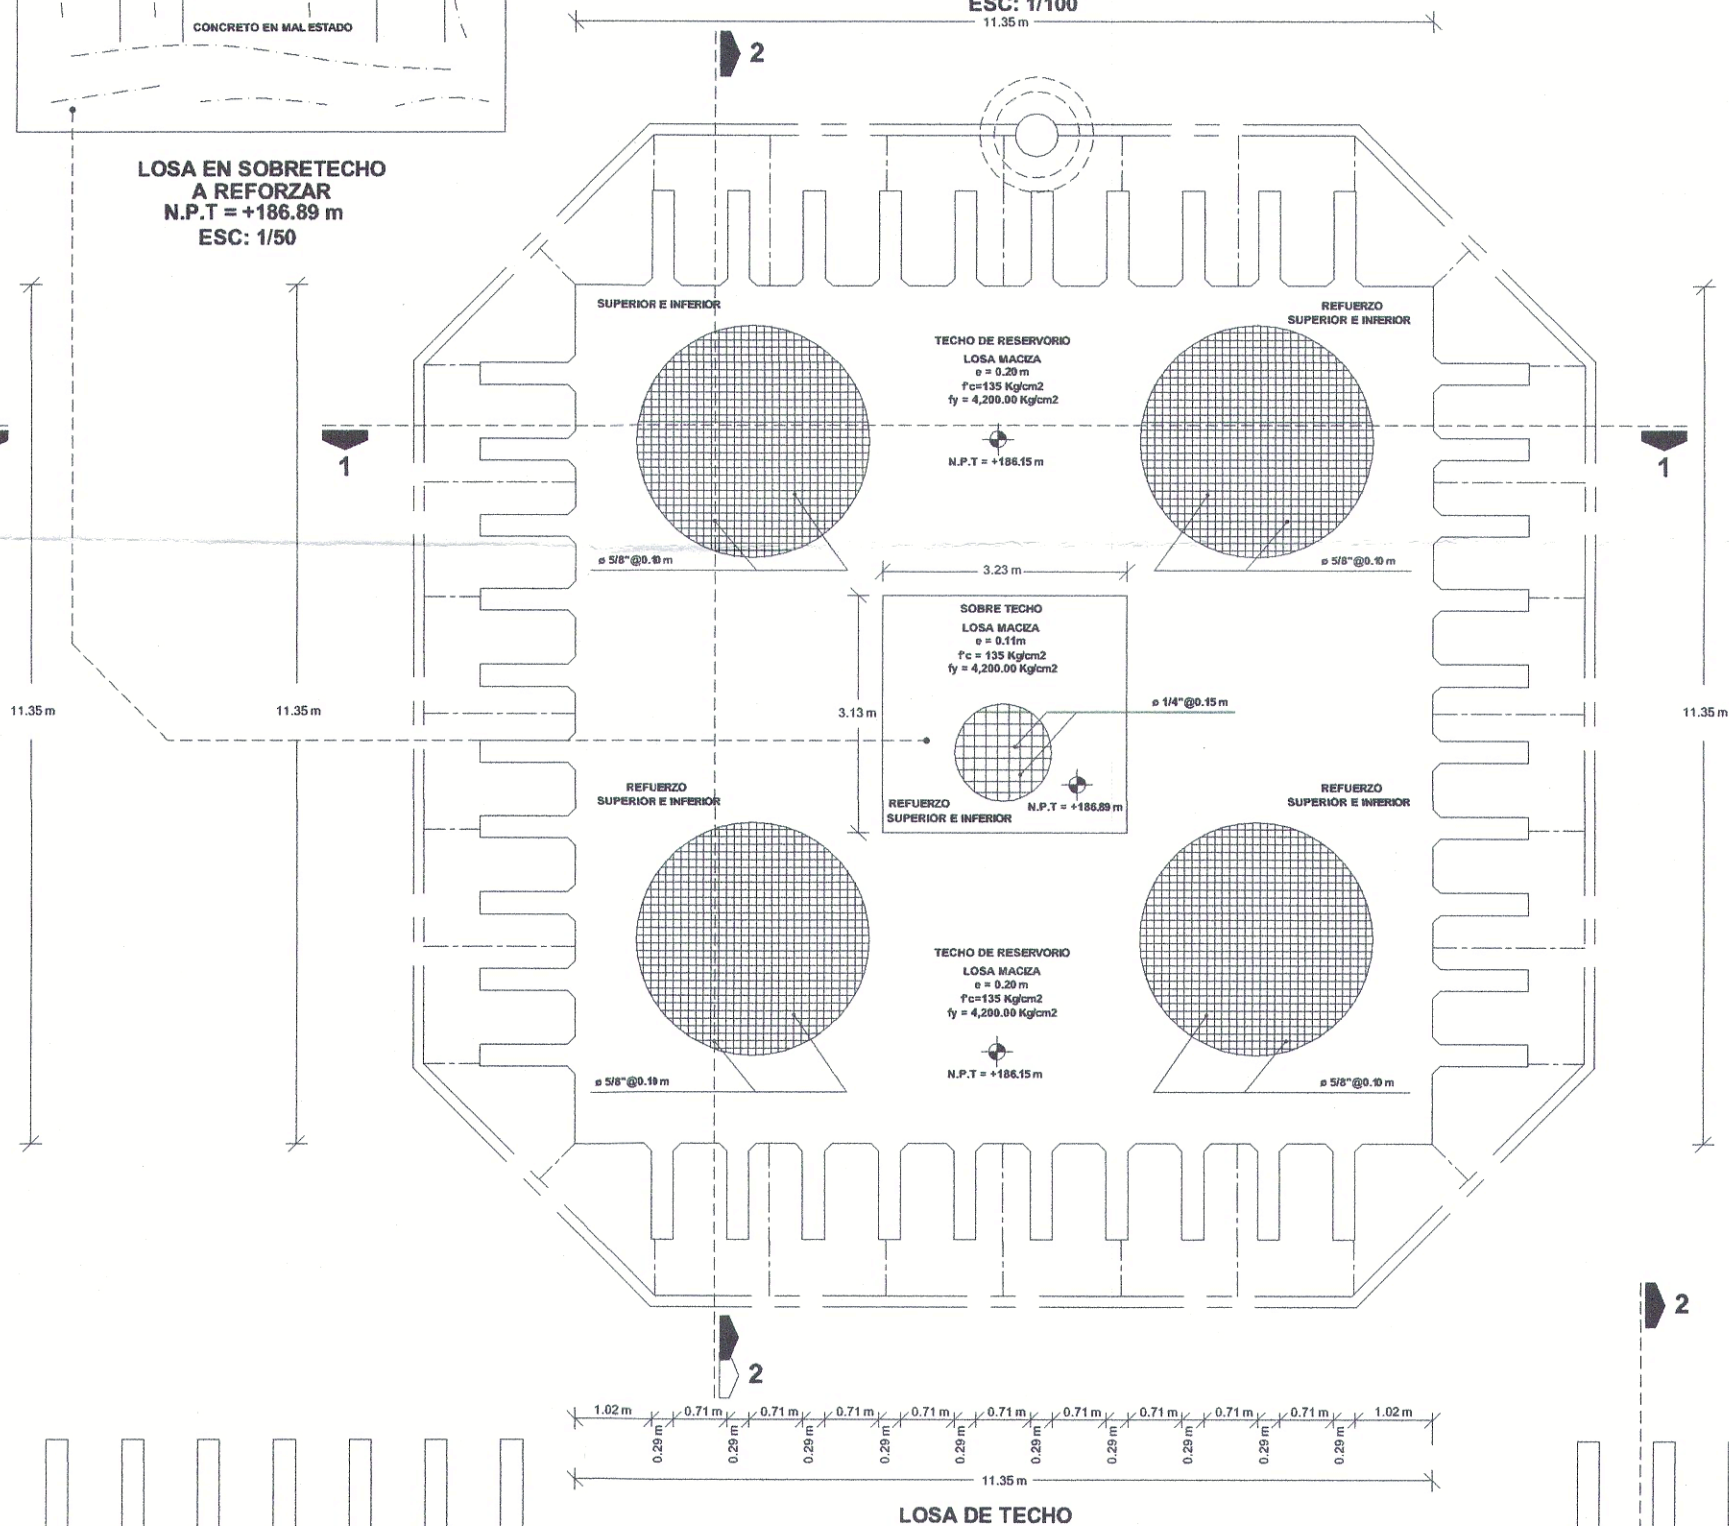 ESC: 1/100
11.35 m
CONCRETO EN MAL ESTADO
2
LOSA EN SOBRETECHO
A REFORZAR
N.P.T = +186.89 m
ESC: 1/50
SUPERIOR E INFERIOR
REFUERZO
SUPERIOR E INFERIOR
TECHO DE RESERVORIO
LOSA MACIZA
e = 0.20 m
f'c=135 Kg/cm2
fy = 4,200.00 Kg/cm2
N.P.T = +186.15 m
1
1
ø 5/8"@0.10 m
ø 5/8"@0.10 m
3.23 m
SOBRE TECHO
LOSA MACIZA
e = 0.11m
f'c = 135 Kg/cm2
fy = 4,200.00 Kg/cm2
ø 1/4"@0.15 m
11.35 m
11.35 m
3.13 m
11.35 m
REFUERZO
SUPERIOR E INFERIOR
REFUERZO
SUPERIOR E INFERIOR
N.P.T = +186.89 m
REFUERZO
SUPERIOR E INFERIOR
TECHO DE RESERVORIO
LOSA MACIZA
e = 0.20 m
f'c=135 Kg/cm2
fy = 4,200.00 Kg/cm2
N.P.T = +186.15 m
ø 5/8"@0.10 m
ø 5/8"@0.10 m
2
2
1.02 m 0.71 m 0.71 m 0.71 m 0.71 m 0.71 m 0.71 m 0.71 m 0.71 m 0.71 m 1.02 m
0.29 m 0.29 m 0.29 m 0.29 m 0.29 m 0.29 m 0.29 m 0.29 m 0.29 m 0.29 m
11.35 m
LOSA DE TECHO